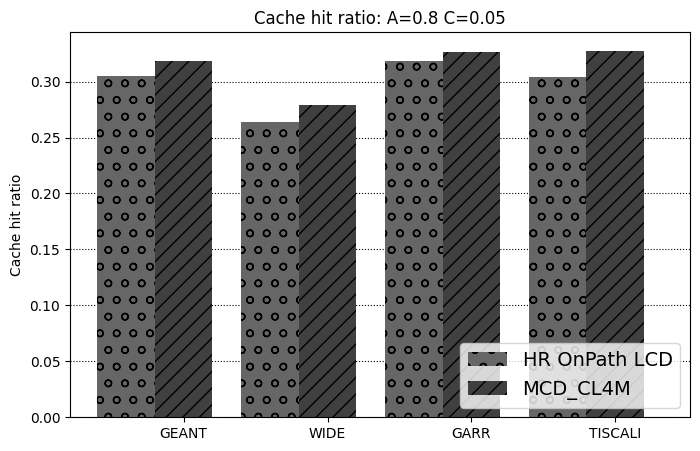 Cache hit ratio: A=0.8 C=0.05
Cache hit ratio
0.30
0.25
0.20
0.15
0.10
0.05
0.00
GEANT
WIDE
GARR
TISCALI
HR OnPath LCD
MCD_CL4M